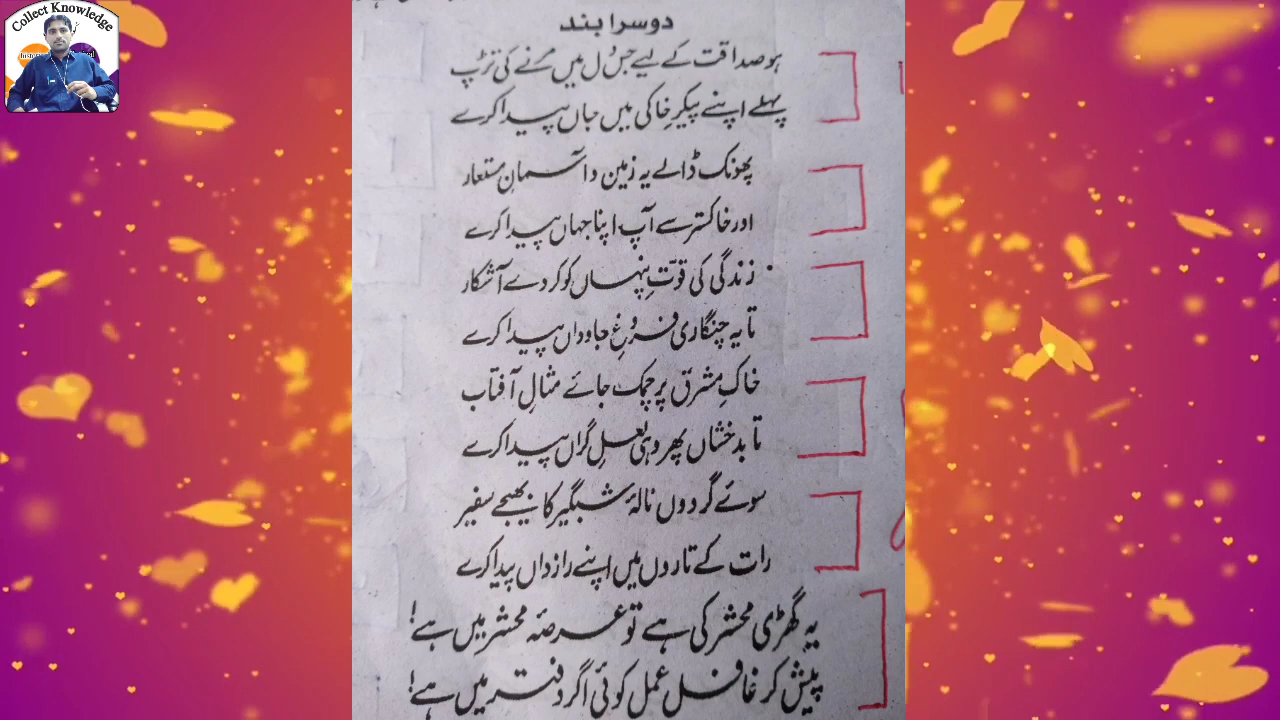 Collect Knowledge
دوسرا بند
ہو صداقت کے لیے جس دل میں مرنے کی تڑپ
پہلے اپنے پیکرِ خاکی میں جاں پیدا کرے
پھونک ڈالے یہ زمین و آسمانِ مستعار
اور خاکستر سے آپ اپنا جہاں پیدا کرے
زندگی کی قوّتِ پنہاں کو کر دے آشکار
تا یہ چنگاری فروغِ جاوداں پیدا کرے
خاکِ مشرق پر چمک جائے مثالِ آفتاب
تا بدخشاں پھر وہی لعلِ گراں پیدا کرے
سوئے گردوں نالۂ شبگیر کا بھیجے سفیر
رات کے تاروں میں اپنے رازداں پیدا کرے
یہ گھڑی محشر کی ہے تو عرصۂ محشر میں ہے!
پیش کر غافل عمل کوئی اگر دفتر میں ہے!